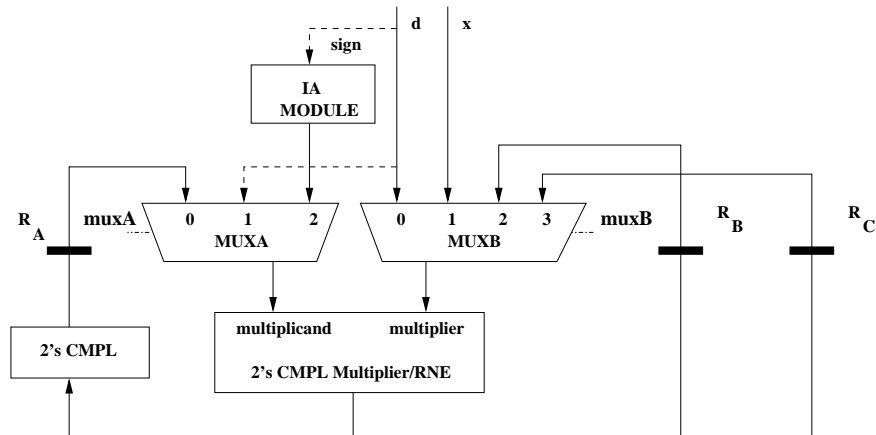 d x
sign
IA
MODULE
R A
muxA
0 1 2
MUXA
0 1 2 3
MUXB
muxB
R B
R C
multiplicand multiplier
2's CMPL Multiplier/RNE
2's CMPL